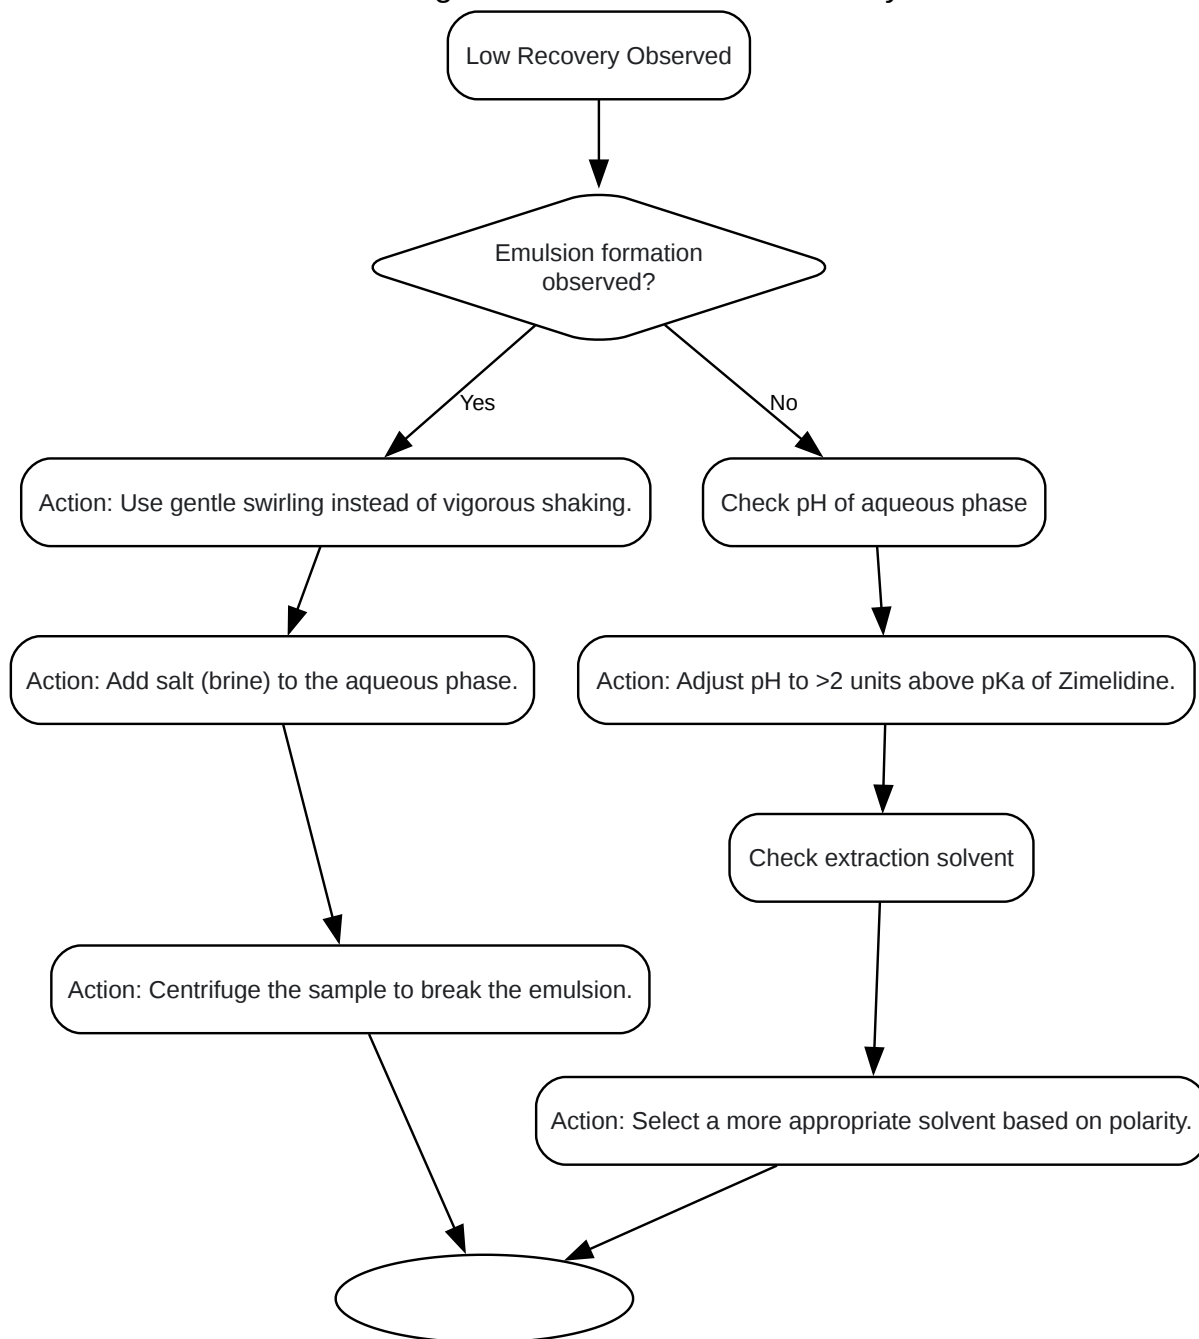 Low Recovery Observed
Emulsion formation
observed?
Yes
No
Action: Use gentle swirling instead of vigorous shaking.
Check pH of aqueous phase
Action: Add salt (brine) to the aqueous phase.
Action: Adjust pH to >2 units above pKa of Zimelidine.
Check extraction solvent
Action: Centrifuge the sample to break the emulsion.
Action: Select a more appropriate solvent based on polarity.